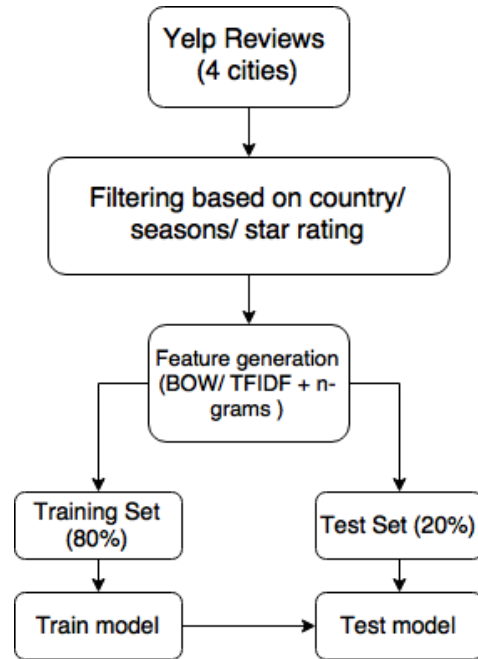 Yelp Reviews
(4 cities)
Filtering based on country/
seasons/ star rating
Feature generation
(BOW/ TFIDF + n-
grams )
Training Set
(80%)
Test Set (20%)
Train model
Test model